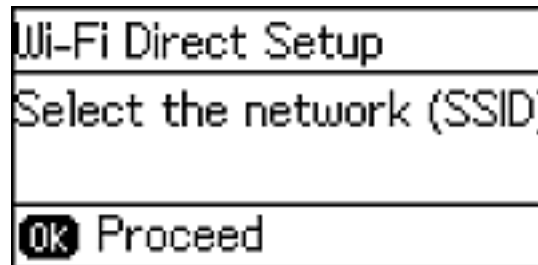 Wi-Fi Direct Setup
Select the network (SSID)
OK Proceed